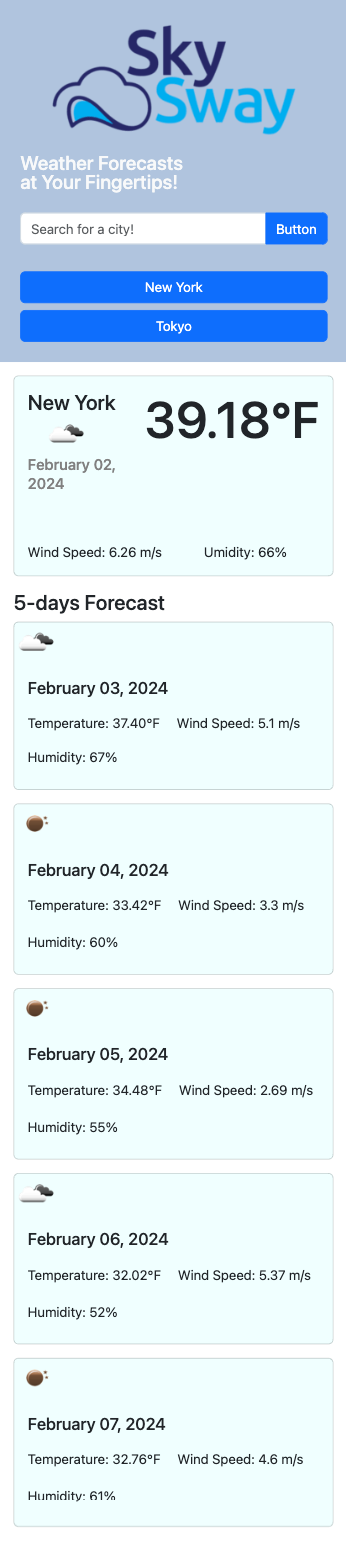 Sky
Sway
Weather Forecasts
at Your Fingertips!
Search for a city!
Button
New York
Tokyo
New York
39.18°F
February 02,
2024
Wind Speed: 6.26 m/s
Umidity: 66%
5-days Forecast
February 03, 2024
Temperature: 37.40°F Wind Speed: 5.1 m/s
Humidity: 67%
February 04, 2024
Temperature: 33.42°F Wind Speed: 3.3 m/s
Humidity: 60%
February 05, 2024
Temperature: 34.48°F Wind Speed: 2.69 m/s
Humidity: 55%
February 06, 2024
Temperature: 32.02°F Wind Speed: 5.37 m/s
Humidity: 52%
February 07, 2024
Temperature: 32.76°F Wind Speed: 4.6 m/s
Humidity: 61%